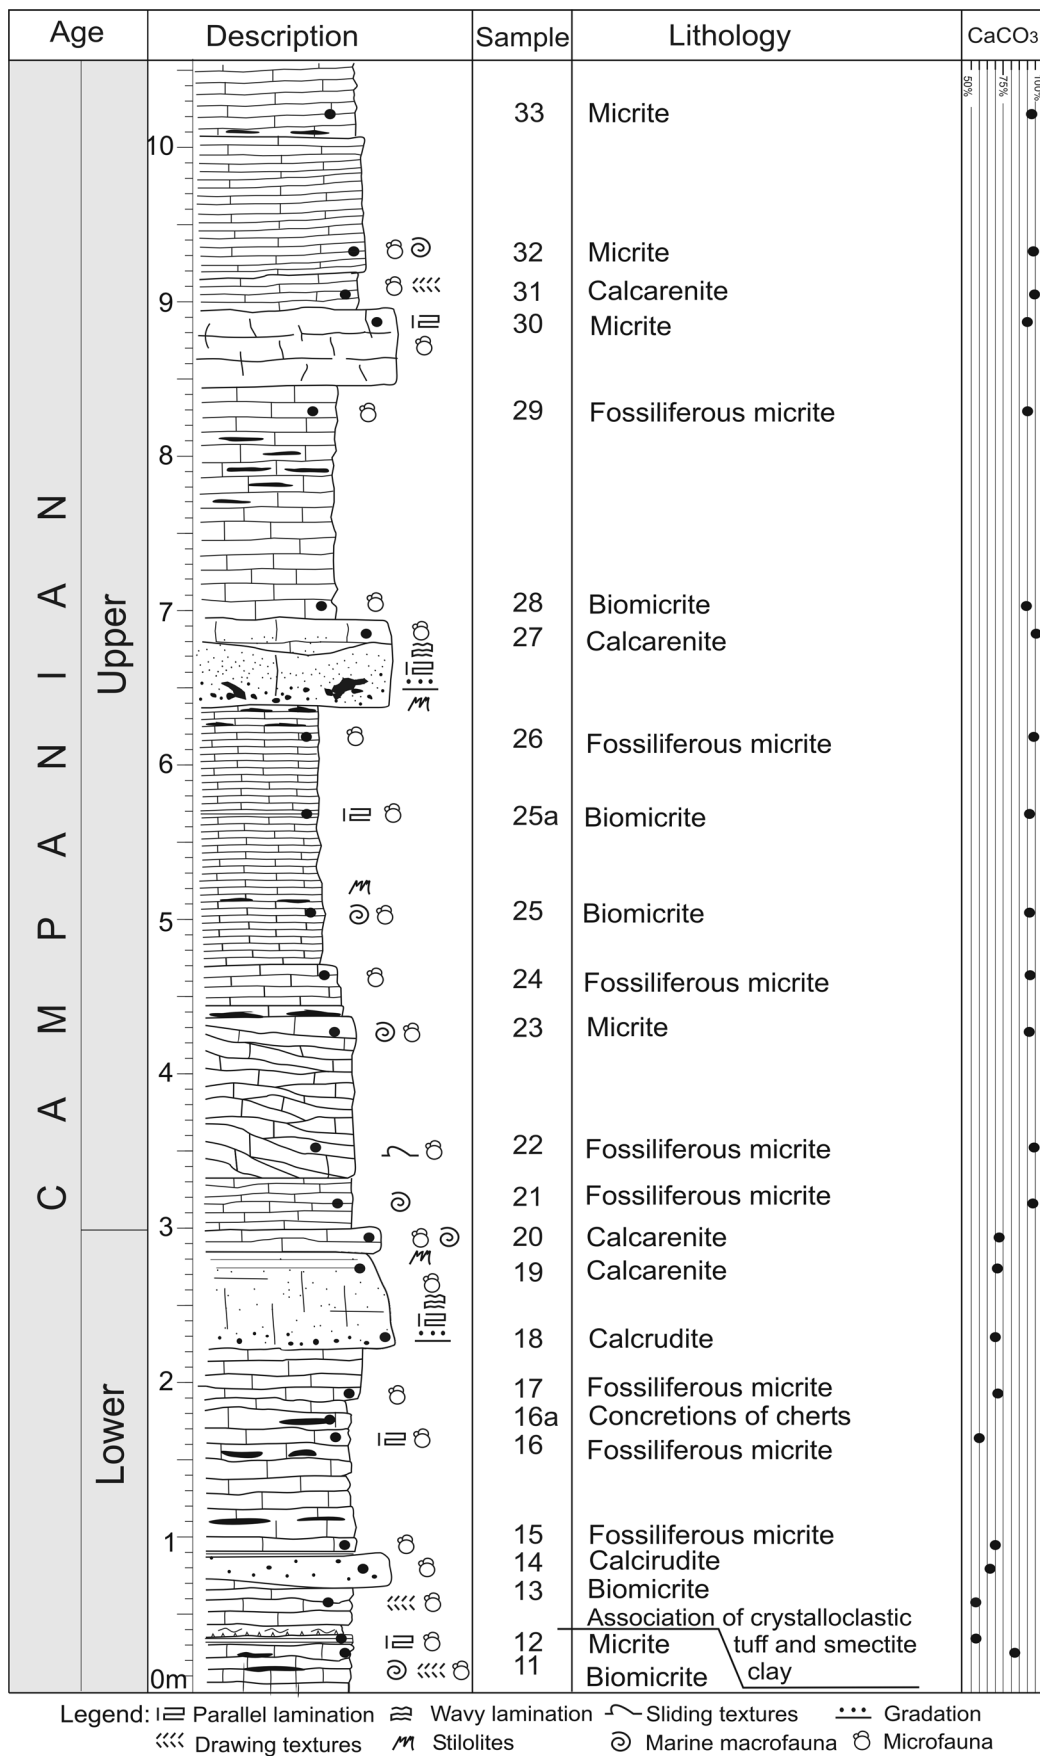 Age Description Sample Lithology CaCO3
50% 75% 100%
CAMPANIAN
Upper
Lower
10
9
8
7
6
5
4
3
2
1
0m
33 Micrite
32 Micrite
31 Calcarenite
30 Micrite
29 Fossiliferous micrite
28 Biomicrite
27 Calcarenite
26 Fossiliferous micrite
25a Biomicrite
25 Biomicrite
24 Fossiliferous micrite
23 Micrite
22 Fossiliferous micrite
21 Fossiliferous micrite
20 Calcarenite
19 Calcarenite
18 Calcrudite
17 Fossiliferous micrite
16a Concretions of cherts
16 Fossiliferous micrite
15 Fossiliferous micrite
14 Calcirudite
13 Biomicrite
Association of crystalloclastic
tuff and smectite
clay
12 Micrite
11 Biomicrite
Legend: Parallel lamination Wavy lamination Sliding textures Gradation
Drawing textures Stilolites Marine macrofauna Microfauna